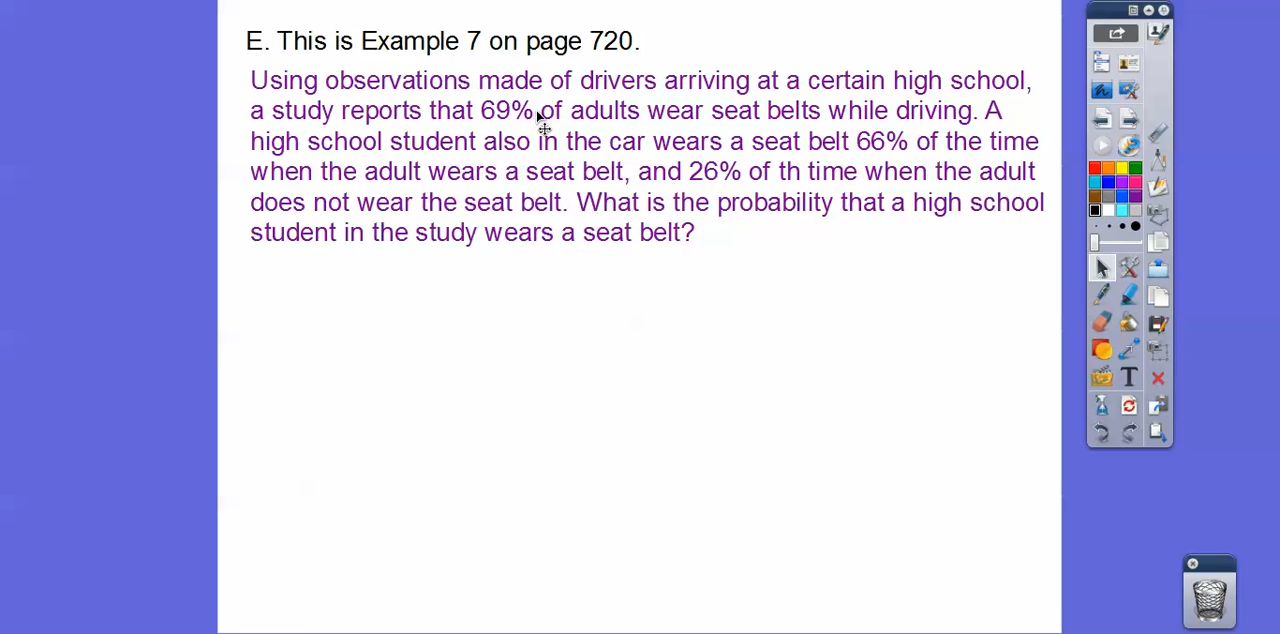 E. This is Example 7 on page 720.
Using observations made of drivers arriving at a certain high school,
a study reports that 69% of adults wear seat belts while driving. A
high school student also in the car wears a seat belt 66% of the time
when the adult wears a seat belt, and 26% of th time when the adult
does not wear the seat belt. What is the probability that a high school
student in the study wears a seat belt?